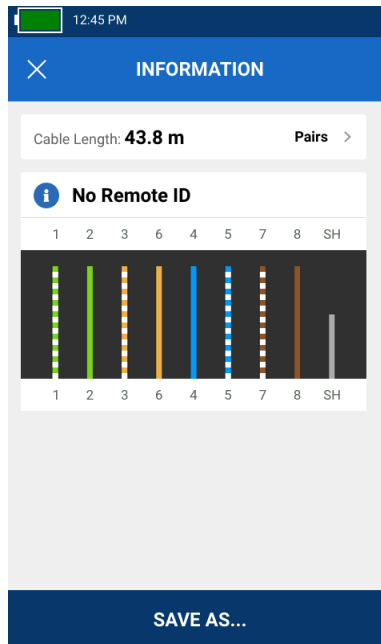 12:45 PM
INFORMATION
Cable Length: 43.8 m Pairs >
i No Remote ID
1 2 3 6 4 5 7 8 SH
1 2 3 6 4 5 7 8 SH
SAVE AS...